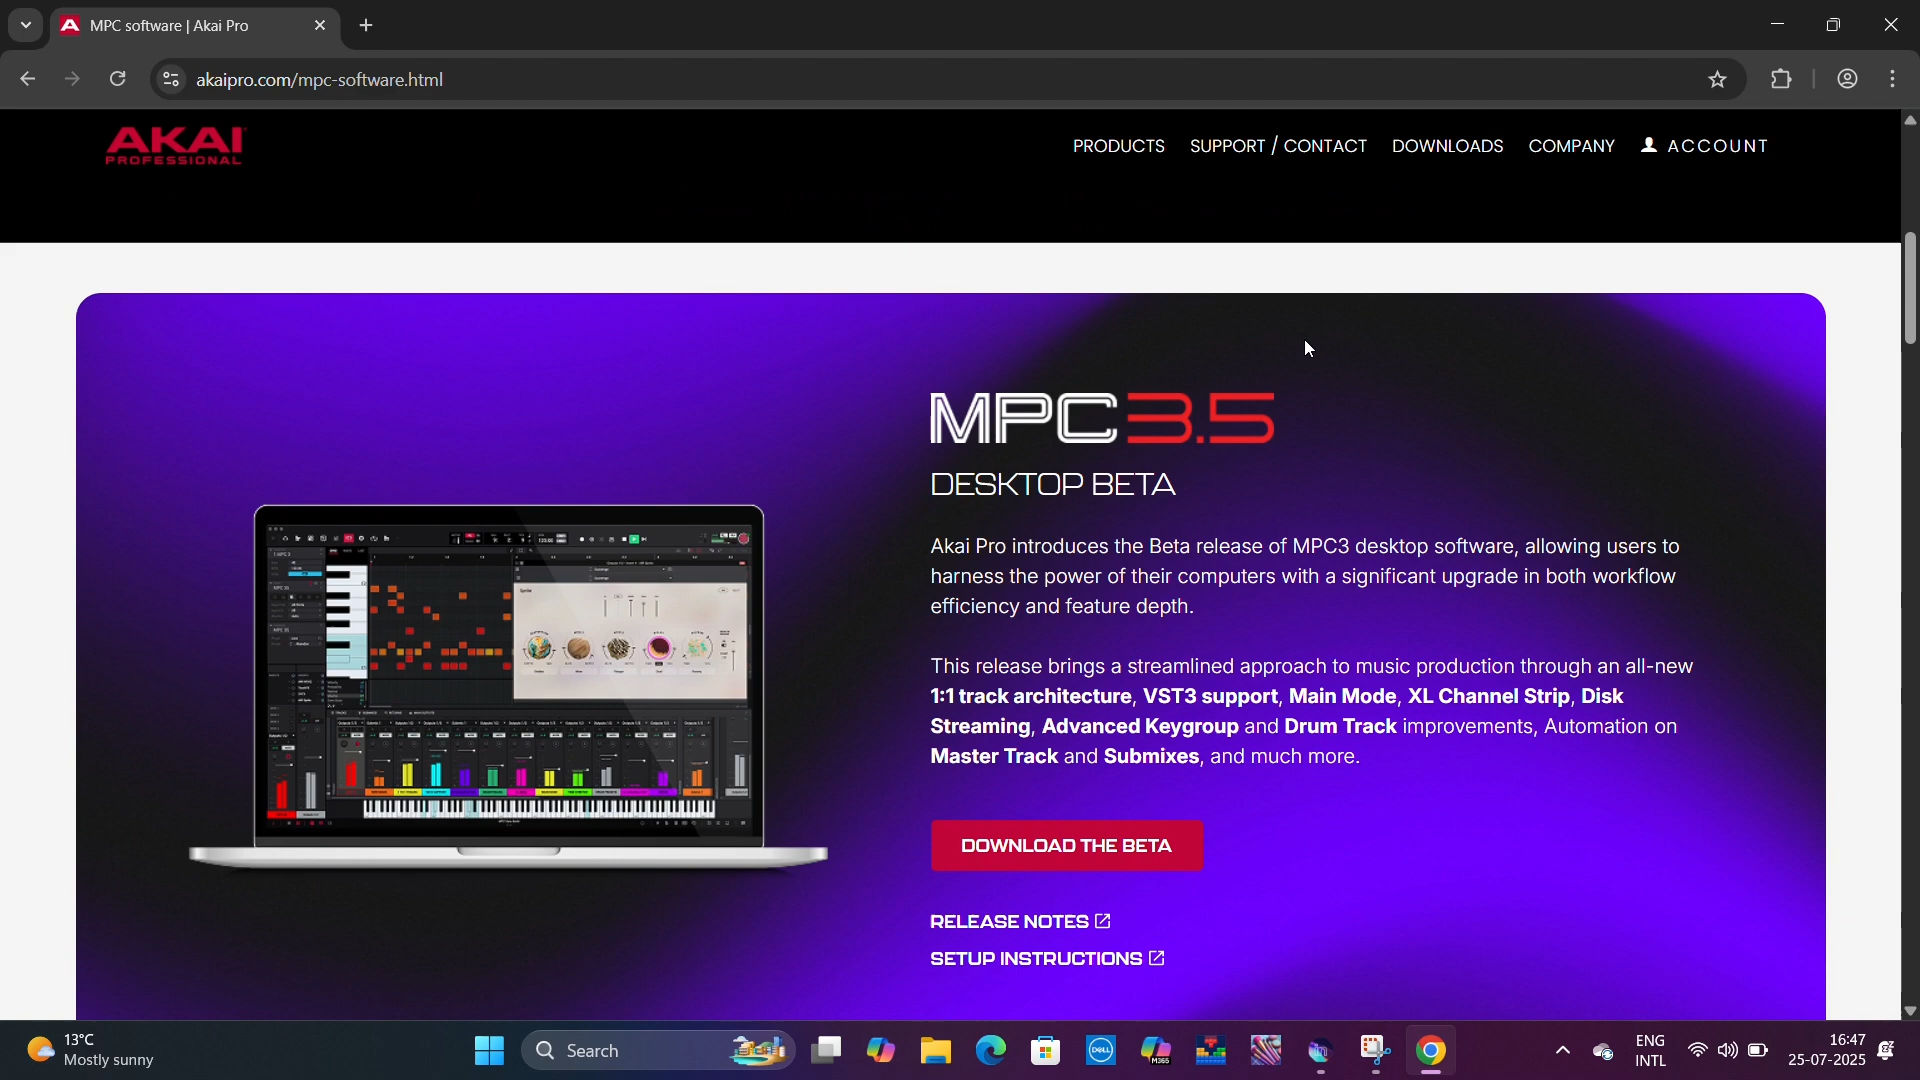 MPC software | Akai Pro
akaipro.com/mpc-software.html
AKAI
PROFESSIONAL
PRODUCTS SUPPORT / CONTACT DOWNLOADS COMPANY ACCOUNT
MPC3.5
DESKTOP BETA
Akai Pro introduces the Beta release of MPC3 desktop software, allowing users to
harness the power of their computers with a significant upgrade in both workflow
efficiency and feature depth.
This release brings a streamlined approach to music production through an all-new
1:1 track architecture, VST3 support, Main Mode, XL Channel Strip, Disk
Streaming, Advanced Keygroup and Drum Track improvements, Automation on
Master Track and Submixes, and much more.
DOWNLOAD THE BETA
RELEASE NOTES
SETUP INSTRUCTIONS
13°C
Mostly sunny
Search
DELL
M365
ENG
INTL
16:47
25-07-2025